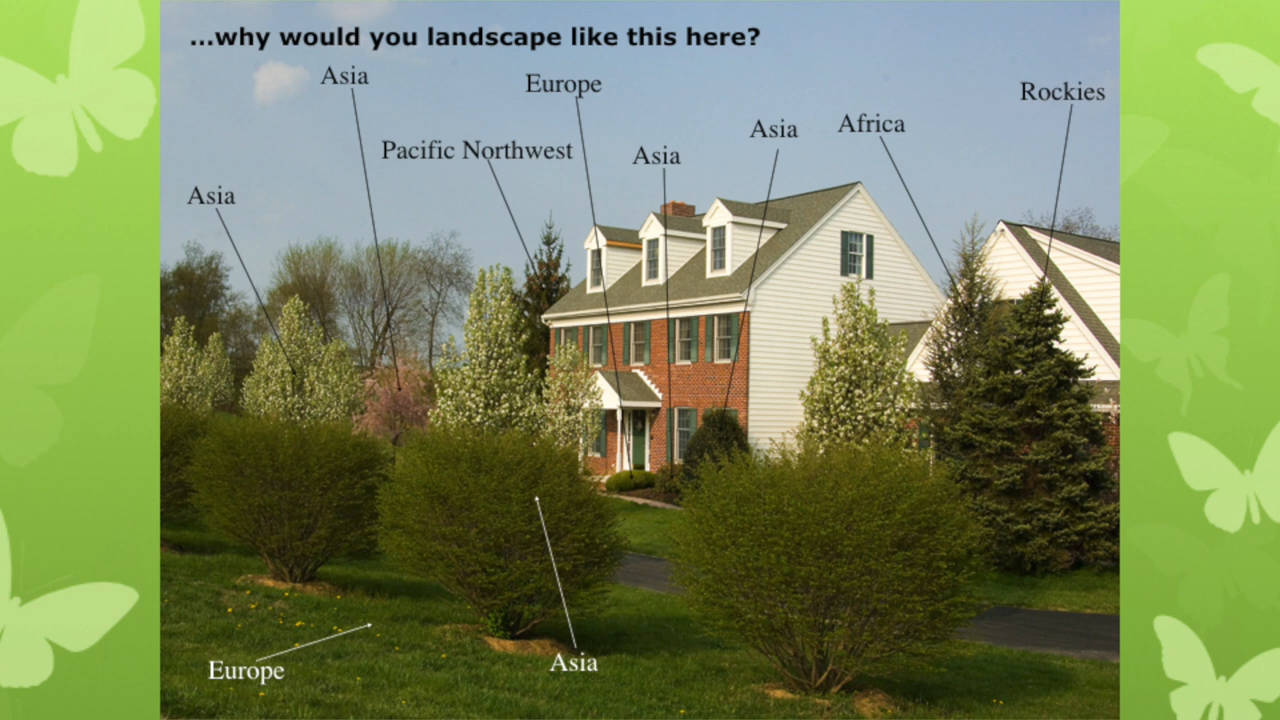 ...why would you landscape like this here?
Asia
Europe
Rockies
Africa
Asia
Pacific Northwest
Asia
Asia
Asia
Europe